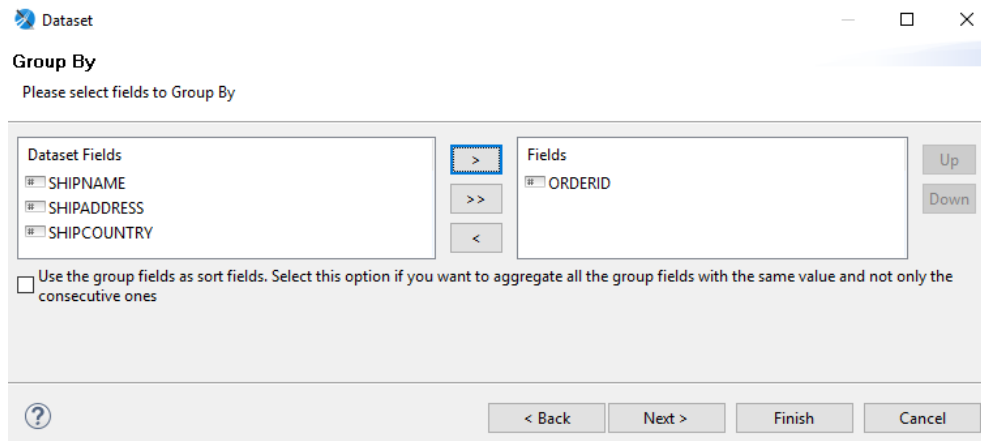 Dataset
Group By
Please select fields to Group By
Dataset Fields
SHIPNAME
SHIPADDRESS
SHIPCOUNTRY
>
>>
<
Fields
ORDERID
Up
Down
Use the group fields as sort fields. Select this option if you want to aggregate all the group fields with the same value and not only the
consecutive ones
?
< Back
Next >
Finish
Cancel